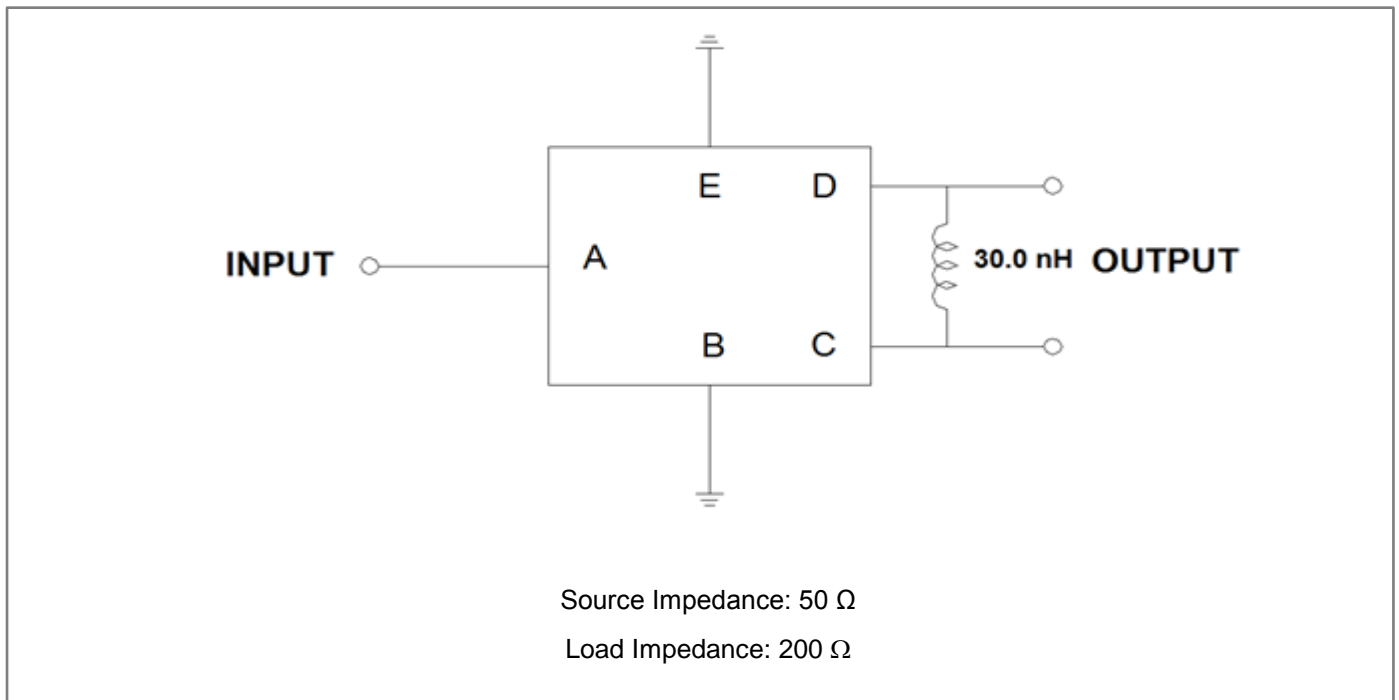 E D
INPUT A
30.0 nH OUTPUT
B C
Source Impedance: 50 Ω
Load Impedance: 200 Ω